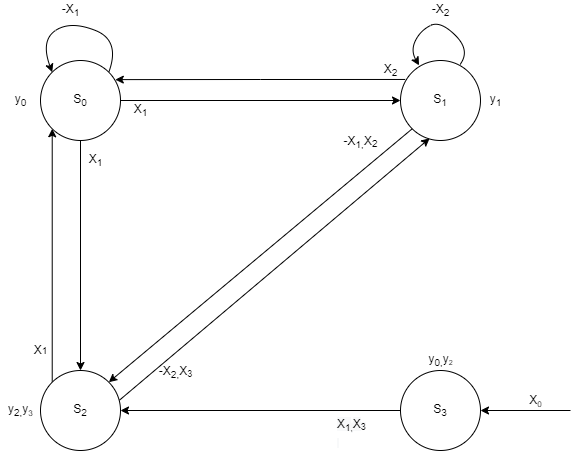 -X₁
-X₂
X₂
y₀
S₀
S₁
y₁
X₁
-X₁,X₂
X₁
X₁
y₀,y₂
-X₂,X₃
X₀
y₂,y₃
S₂
S₃
X₁,X₃